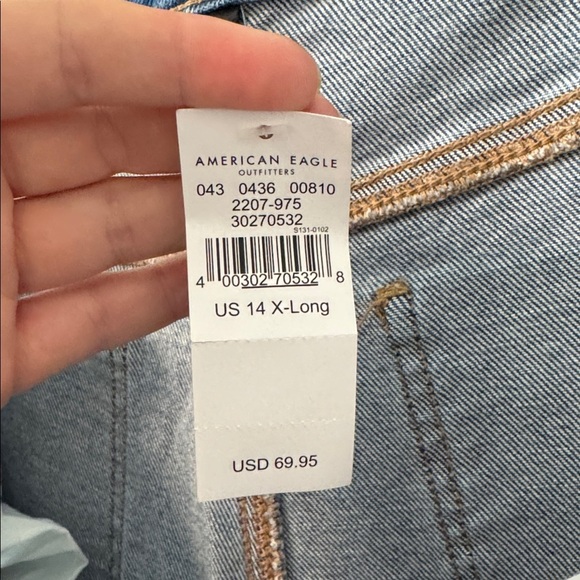 AMERICAN EAGLE
OUTFITTERS
043 0436 00810
2207-975
30270532
S131-0102
4 00302 70532 8
US 14 X-Long
USD 69.95